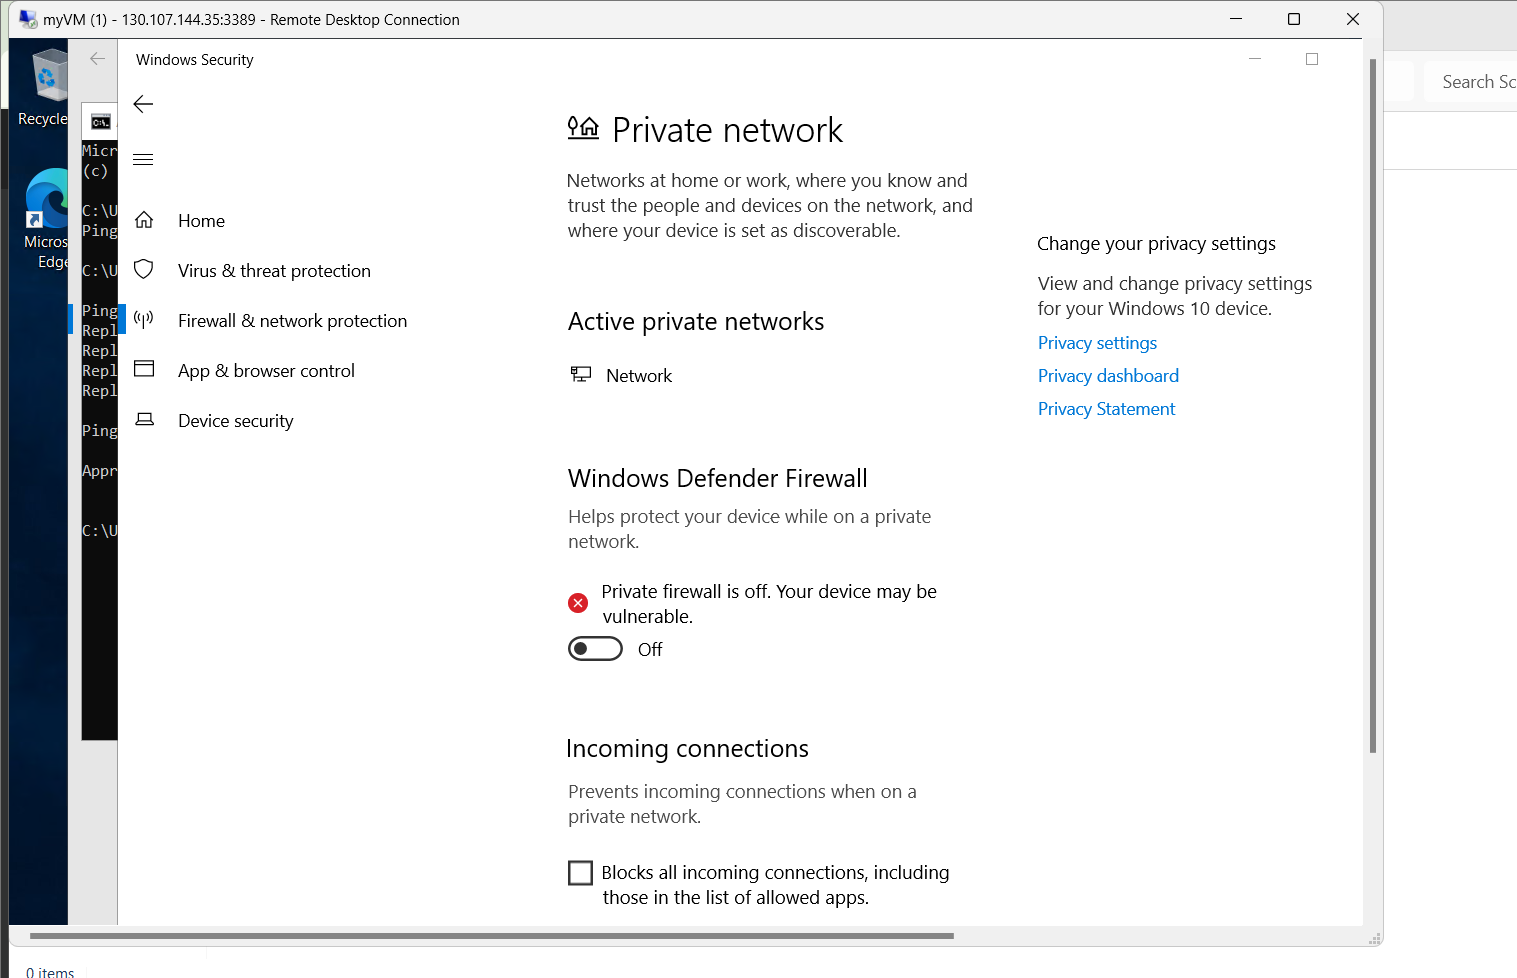 myVM (1) - 130.107.144.35:3389 - Remote Desktop Connection
Search Sc
Recycle
Micros
Edge
Micr
(c)
C:\U
Ping
C:\U
Ping
Repl
Repl
Repl
Repl
Ping
Appr
C:\U
Windows Security
Home
Virus & threat protection
Firewall & network protection
App & browser control
Device security
Private network
Networks at home or work, where you know and
trust the people and devices on the network, and
where your device is set as discoverable.
Active private networks
Network
Windows Defender Firewall
Helps protect your device while on a private
network.
Private firewall is off. Your device may be
vulnerable.
Off
Incoming connections
Prevents incoming connections when on a
private network.
Blocks all incoming connections, including
those in the list of allowed apps.
Change your privacy settings
View and change privacy settings
for your Windows 10 device.
Privacy settings
Privacy dashboard
Privacy Statement
0 items